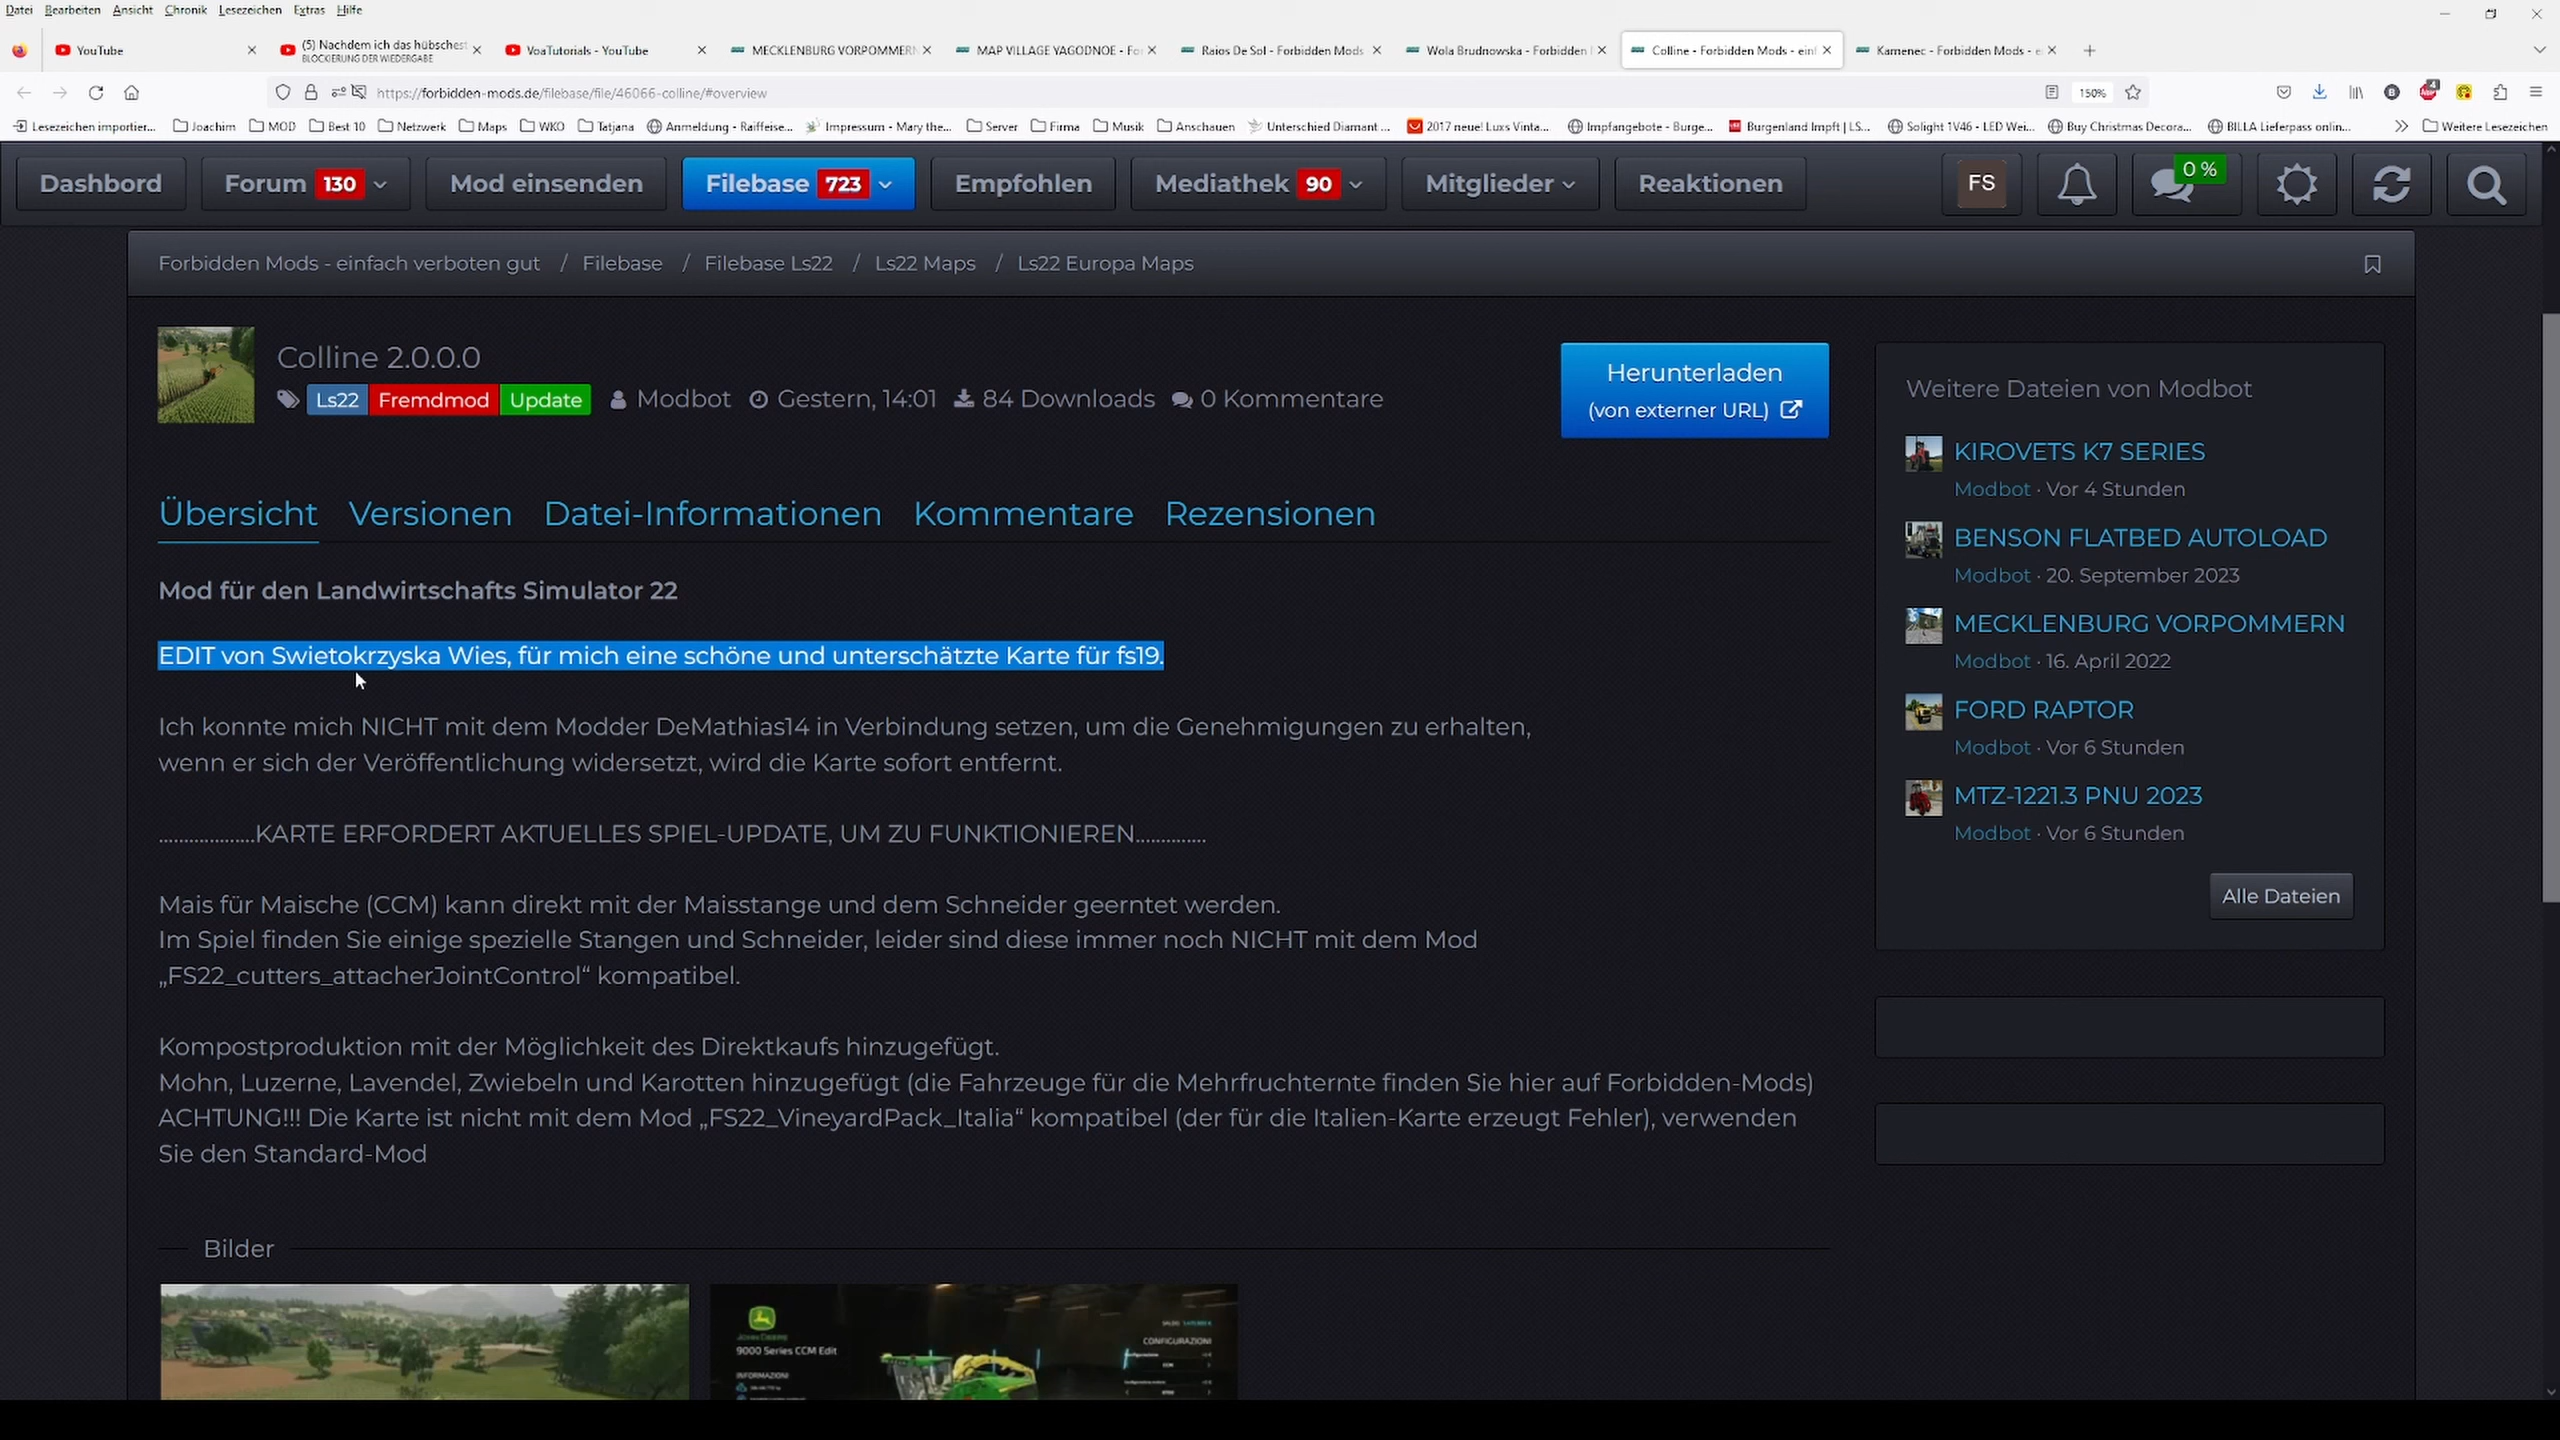 Datei Bearbeiten Ansicht Chronik Lesezeichen Extras Hilfe
YouTube
(5) Nachdem ich das hübschest
BLOCKIERUNG DER WIEDERGABE
VoaTutorials - YouTube
MECKLENBURG VORPOMMERN
MAP VILLAGE YAGODNOE - Fo
Raios De Sol - Forbidden Mods
Wola Brudnowska - Forbidden
Colline - Forbidden Mods - einf
Kamenec - Forbidden Mods - e
https://forbidden-mods.de/filebase/file/46066-colline/#overview
150%
4
Lesezeichen importier... Joachim MOD Best 10 Netzwerk Maps WKO Tatjana Anmeldung - Raiffeise... Impressum - Mary the... Server Firma Musik Anschauen Unterschied Diamant ... 2017 neue! Luxs Vinta... Impfangebote - Burge... Burgenland Impft | LS... Solight 1V46 - LED Wei... Buy Christmas Decora... BILLA Lieferpass onlin... Weitere Lesezeichen
Dashbord Forum 130 Mod einsenden Filebase 723 Empfohlen Mediathek 90 Mitglieder Reaktionen FS 0 %
Forbidden Mods - einfach verboten gut / Filebase / Filebase Ls22 / Ls22 Maps / Ls22 Europa Maps
Colline 2.0.0.0
Ls22 Fremdmod Update Modbot Gestern, 14:01 84 Downloads 0 Kommentare
Herunterladen
(von externer URL)
Übersicht Versionen Datei-Informationen Kommentare Rezensionen
Mod für den Landwirtschafts Simulator 22
EDIT von Swietokrzyska Wies, für mich eine schöne und unterschätzte Karte für fs19.
Ich konnte mich NICHT mit dem Modder DeMathias14 in Verbindung setzen, um die Genehmigungen zu erhalten,
wenn er sich der Veröffentlichung widersetzt, wird die Karte sofort entfernt.
...................KARTE ERFORDERT AKTUELLES SPIEL-UPDATE, UM ZU FUNKTIONIEREN..............
Mais für Maische (CCM) kann direkt mit der Maisstange und dem Schneider geerntet werden.
Im Spiel finden Sie einige spezielle Stangen und Schneider, leider sind diese immer noch NICHT mit dem Mod
„FS22_cutters_attacherJointControl“ kompatibel.
Kompostproduktion mit der Möglichkeit des Direktkaufs hinzugefügt.
Mohn, Luzerne, Lavendel, Zwiebeln und Karotten hinzugefügt (die Fahrzeuge für die Mehrfruchternte finden Sie hier auf Forbidden-Mods)
ACHTUNG!!! Die Karte ist nicht mit dem Mod „FS22_VineyardPack_Italia“ kompatibel (der für die Italien-Karte erzeugt Fehler), verwenden
Sie den Standard-Mod
Bilder
JOHN DEERE
9000 Series CCM Edit
INFORMAZIONI
CONFIGURAZIONI
Weitere Dateien von Modbot
KIROVETS K7 SERIES
Modbot · Vor 4 Stunden
BENSON FLATBED AUTOLOAD
Modbot · 20. September 2023
MECKLENBURG VORPOMMERN
Modbot · 16. April 2022
FORD RAPTOR
Modbot · Vor 6 Stunden
MTZ-1221.3 PNU 2023
Modbot · Vor 6 Stunden
Alle Dateien